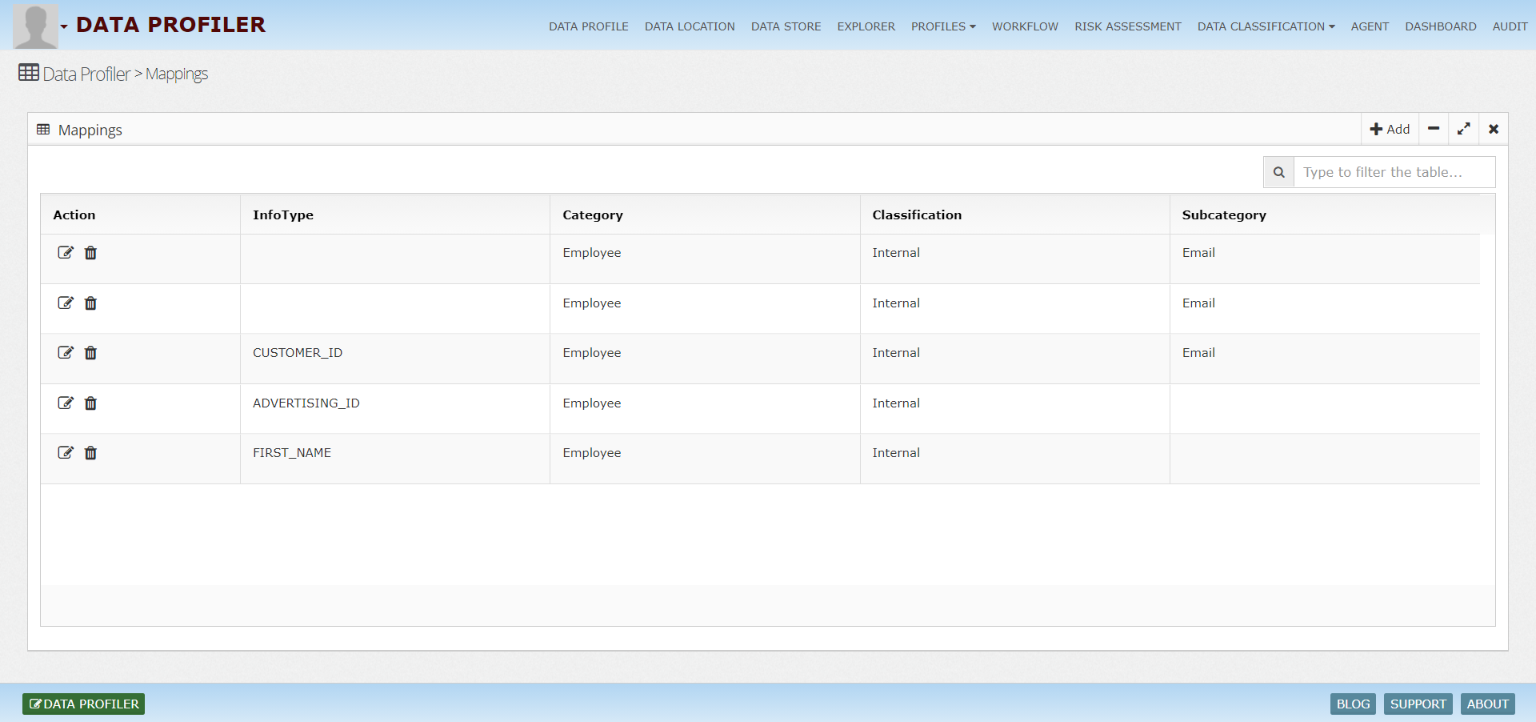 DATA PROFILER DATA PROFILE DATA LOCATION DATA STORE EXPLORER PROFILES WORKFLOW RISK ASSESSMENT DATA CLASSIFICATION AGENT DASHBOARD AUDIT
Data Profiler > Mappings
Mappings Add
Type to filter the table...
Action InfoType Category Classification Subcategory
Employee Internal Email
Employee Internal Email
CUSTOMER_ID Employee Internal Email
ADVERTISING_ID Employee Internal
FIRST_NAME Employee Internal
DATA PROFILER BLOG SUPPORT ABOUT